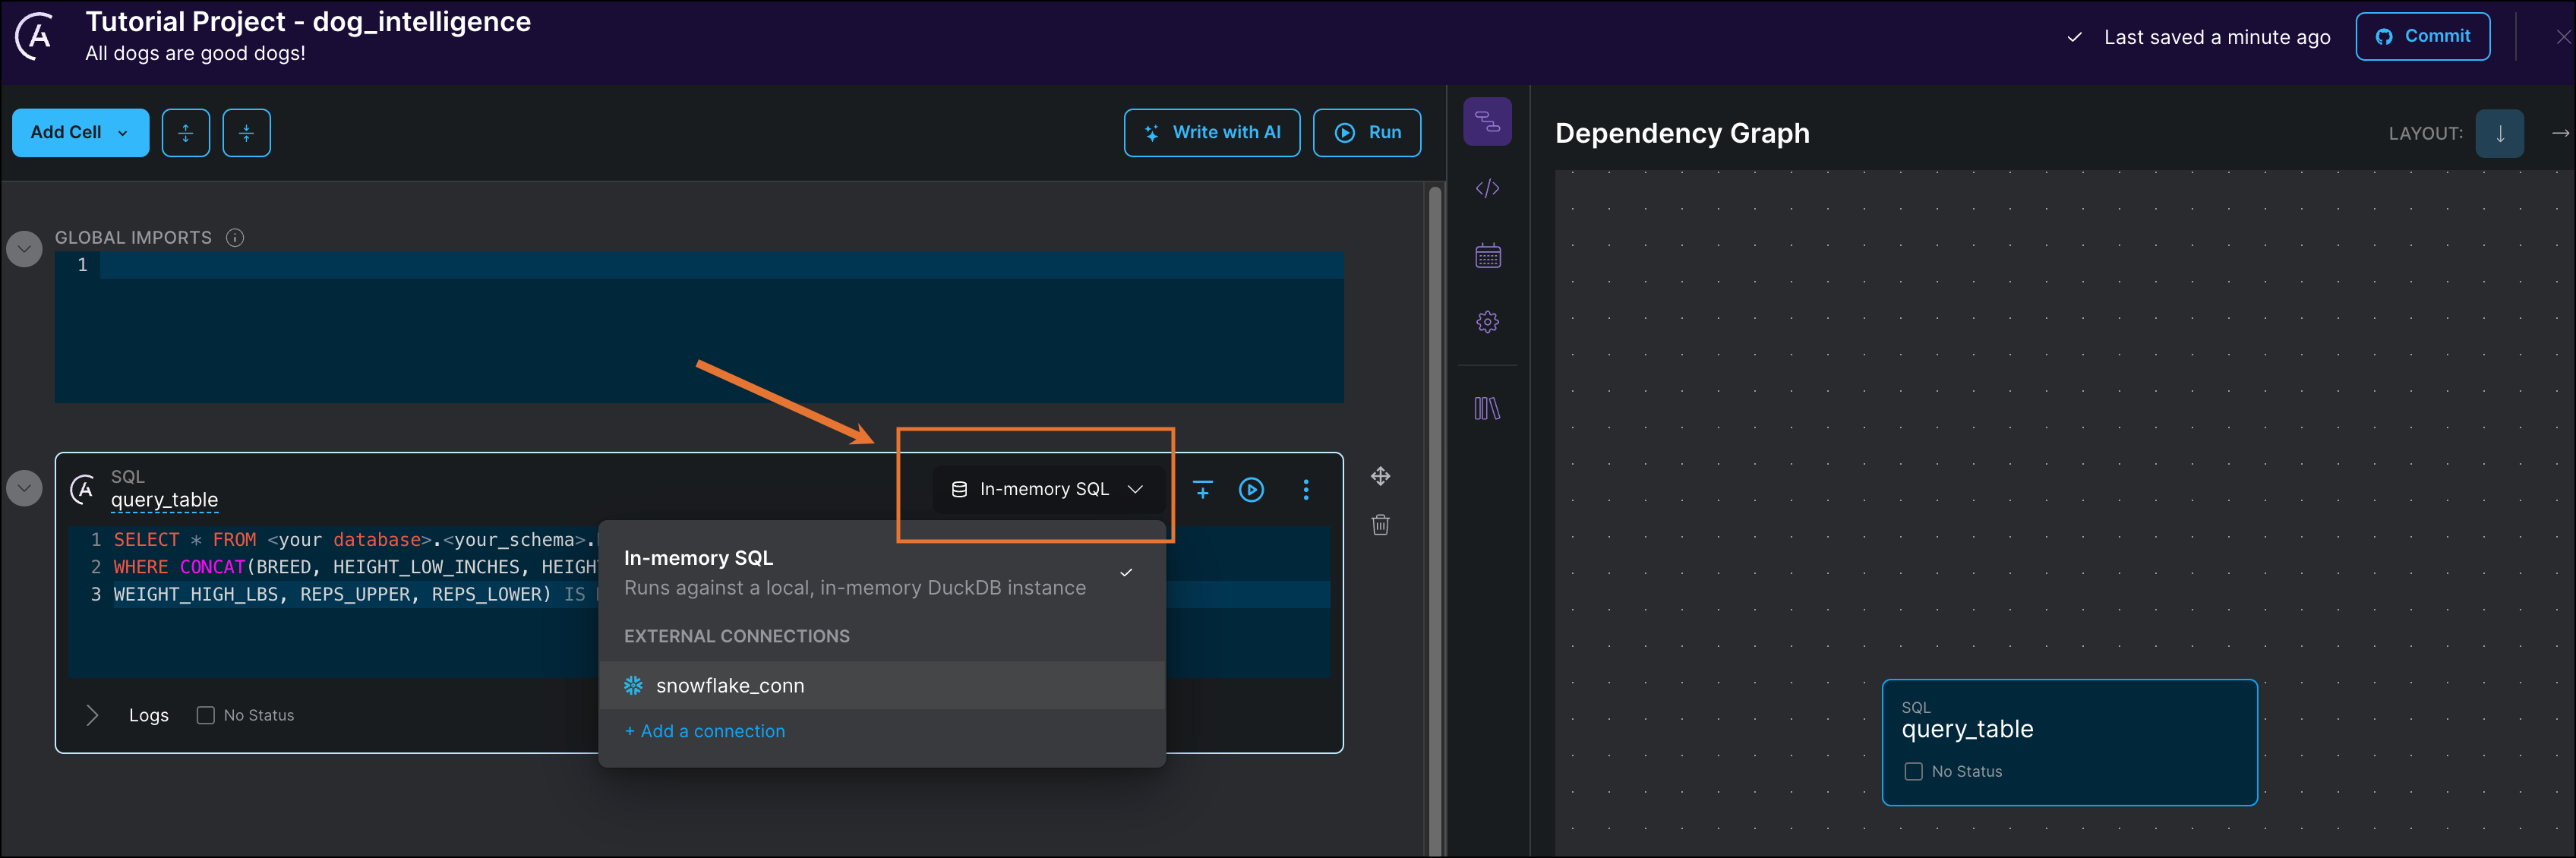 Tutorial Project - dog_intelligence
All dogs are good dogs!
Last saved a minute ago
Commit
Add Cell
Write with AI
Run
Dependency Graph
LAYOUT:
GLOBAL IMPORTS
1
SQL
query_table
In-memory SQL
1 SELECT * FROM <your database>.<your_schema>.
2 WHERE CONCAT(BREED, HEIGHT_LOW_INCHES,
3 WEIGHT_HIGH_LBS, REPS_UPPER, REPS_LOWER) IS
In-memory SQL
Runs against a local, in-memory DuckDB instance
EXTERNAL CONNECTIONS
snowflake_conn
+ Add a connection
Logs
No Status
SQL
query_table
No Status